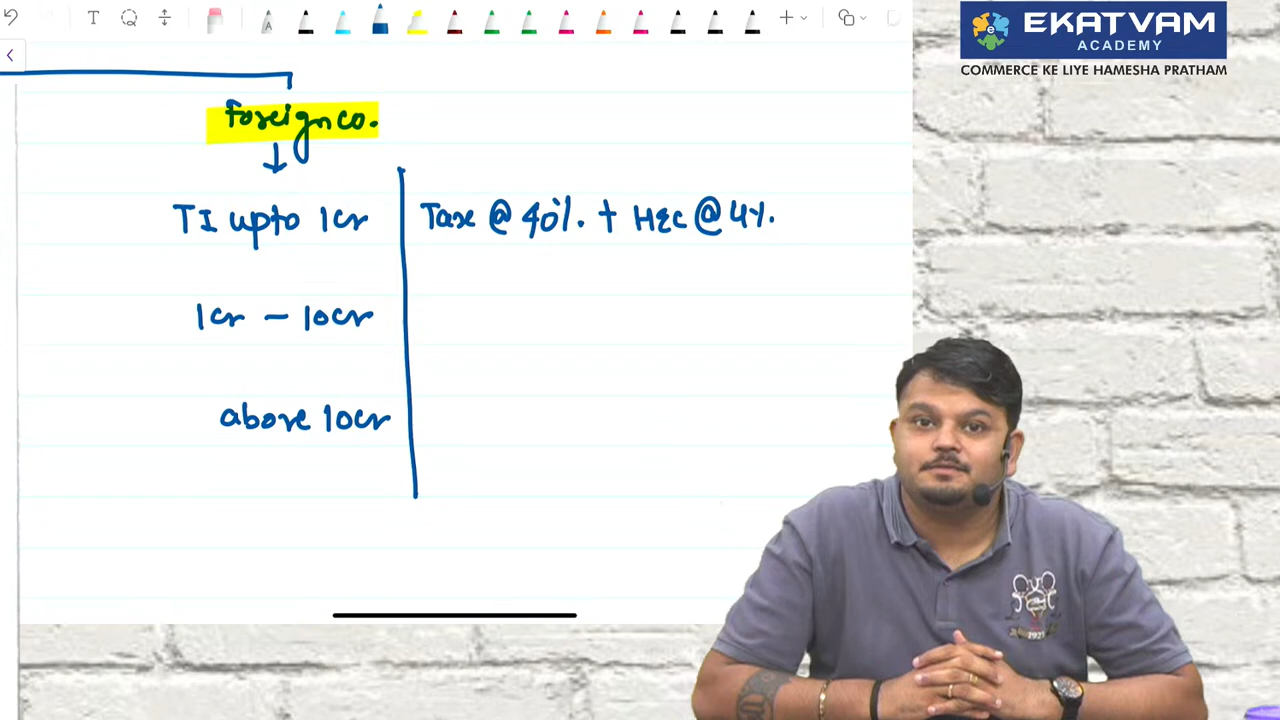 EKATVAM
ACADEMY
COMMERCE KE LIYE HAMESHA PRATHAM
Foreign co.
TI upto 1cr Tax @ 40%. + H&C @ 4%.
1cr - 10cr
above 10cr